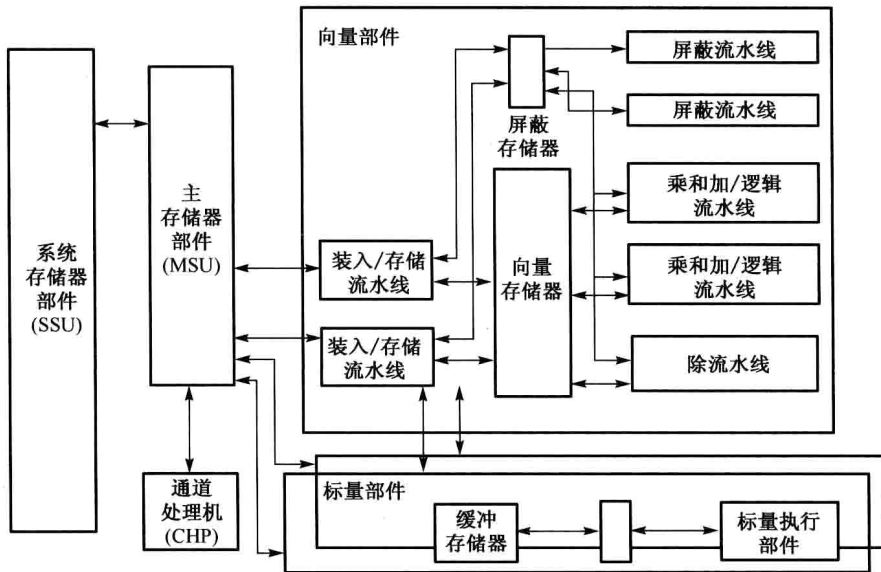 向量部件
屏蔽流水线
屏蔽流水线
屏蔽
存储器
乘和加/逻辑
流水线
乘和加/逻辑
流水线
除流水线
向量
存储器
装入/存储
流水线
装入/存储
流水线
主
存储器
部件
(MSU)
系统
存储器
部件
(SSU)
通道
处理机
(CHP)
标量部件
缓冲
存储器
标量执行
部件